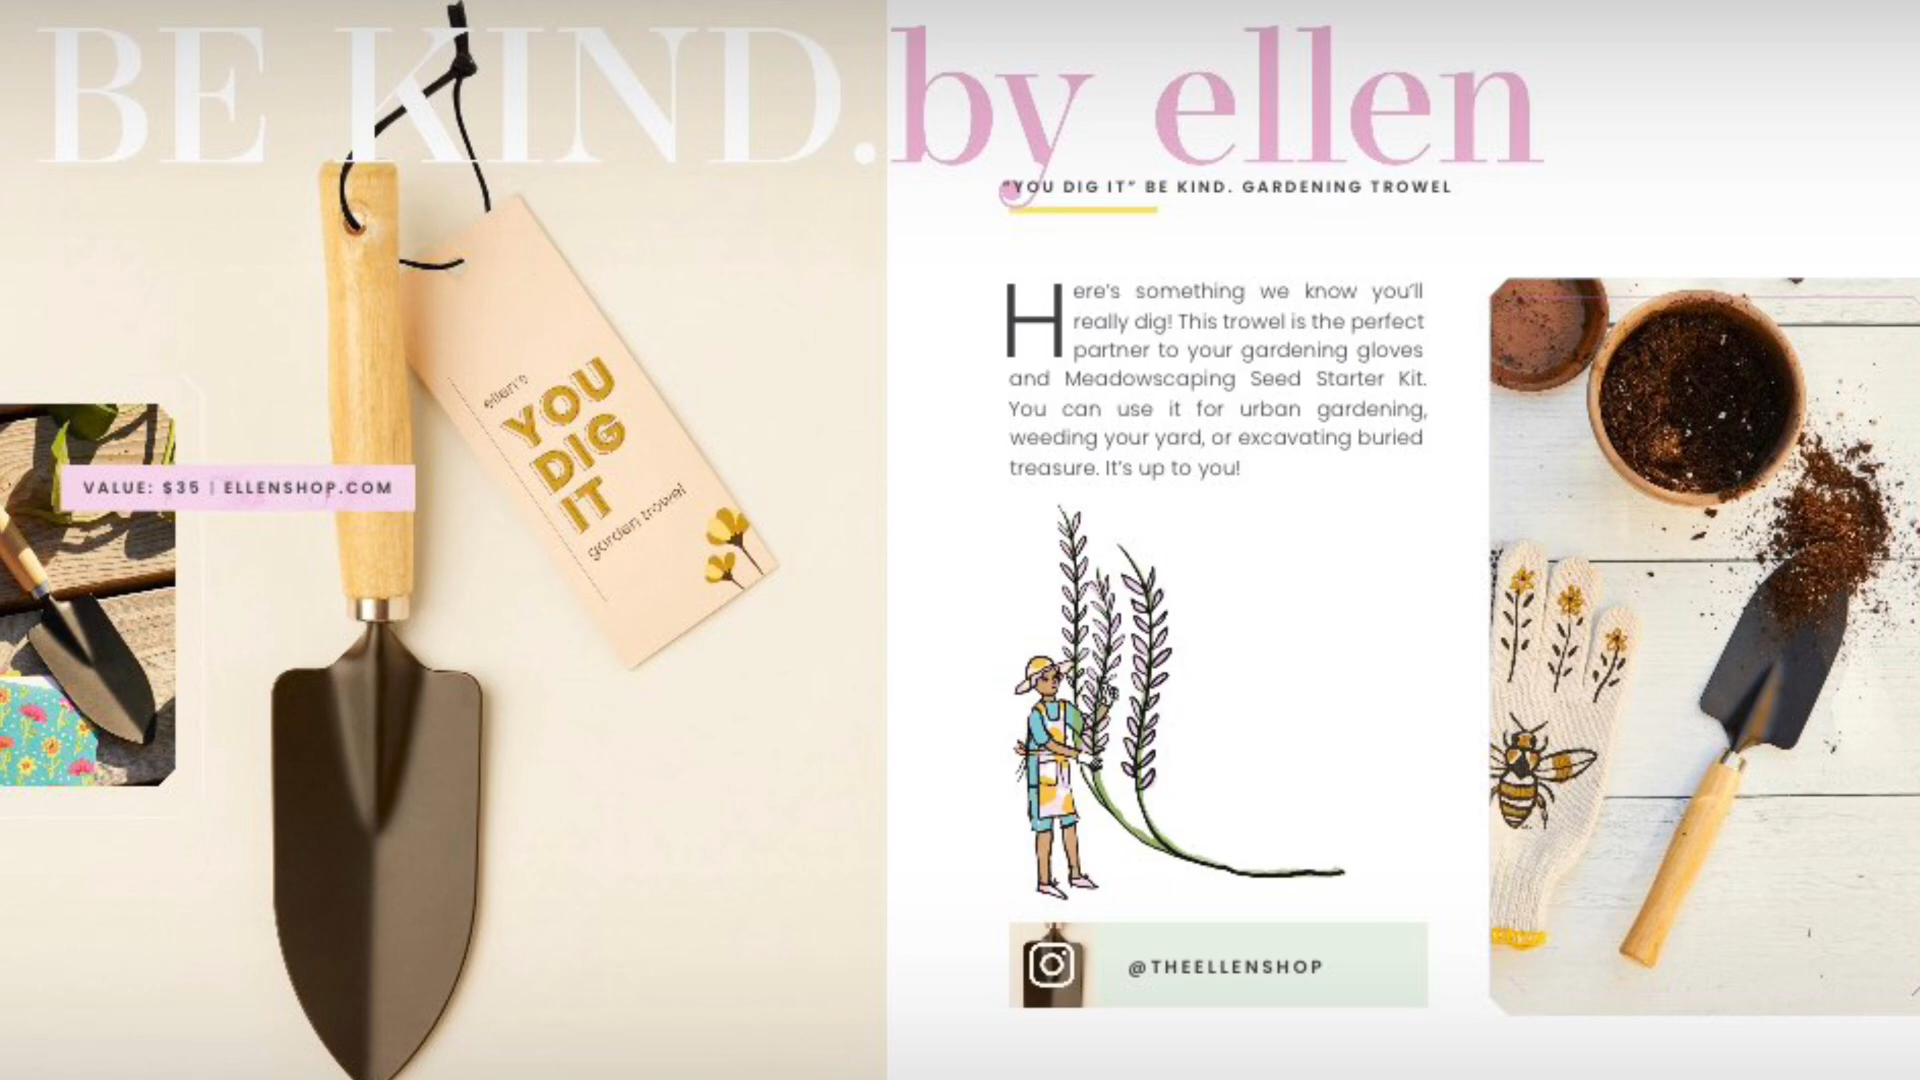 BE KIND. by ellen
"YOU DIG IT" BE KIND. GARDENING TROWEL
ellen's
YOU
DIG
IT
garden trowel
VALUE: $35 | ELLENSHOP.COM
Here's something we know you'll
really dig! This trowel is the perfect
partner to your gardening gloves
and Meadowscaping Seed Starter Kit.
You can use it for urban gardening,
weeding your yard, or excavating buried
treasure. It's up to you!
@THEELLENSHOP